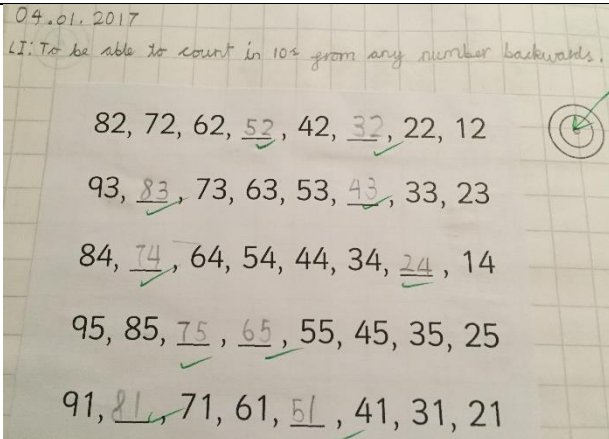 04.01.2017
LI: To be able to count in 10s from any number backwards.
82, 72, 62, 52, 42, 32, 22, 12
93, 83, 73, 63, 53, 43, 33, 23
84, 74, 64, 54, 44, 34, 24, 14
95, 85, 75, 65, 55, 45, 35, 25
91, 81, 71, 61, 51, 41, 31, 21